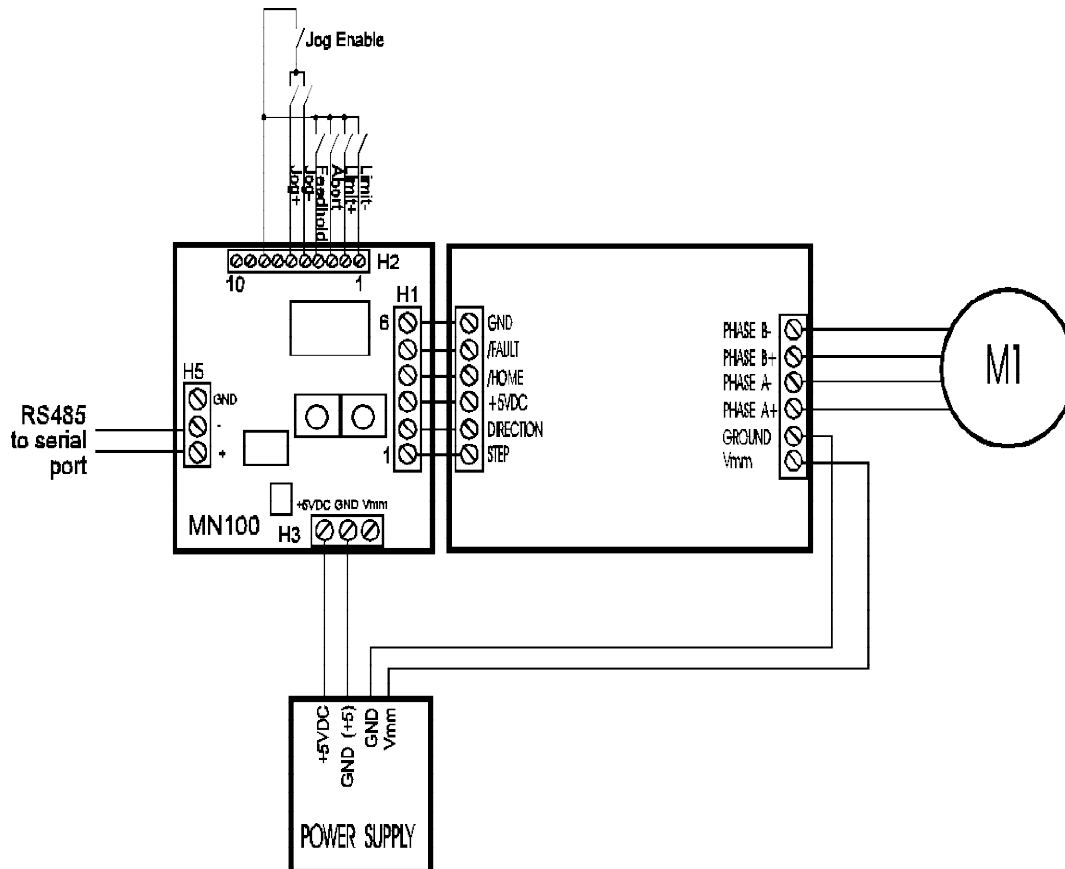 Jog Enable
Jog+
Jog-
Feedhold
Abort
Limit+
Limit-
10
1
H2
H1
6
1
H5
GND
-
+
RS485
to serial
port
MN100
+5VDC GND Vmm
H3
GND
/FAULT
/HOME
+5VDC
DIRECTION
STEP
PHASE B-
PHASE B+
PHASE A-
PHASE A+
GROUND
Vmm
M1
+5VDC
GND (+5)
GND
Vmm
POWER SUPPLY